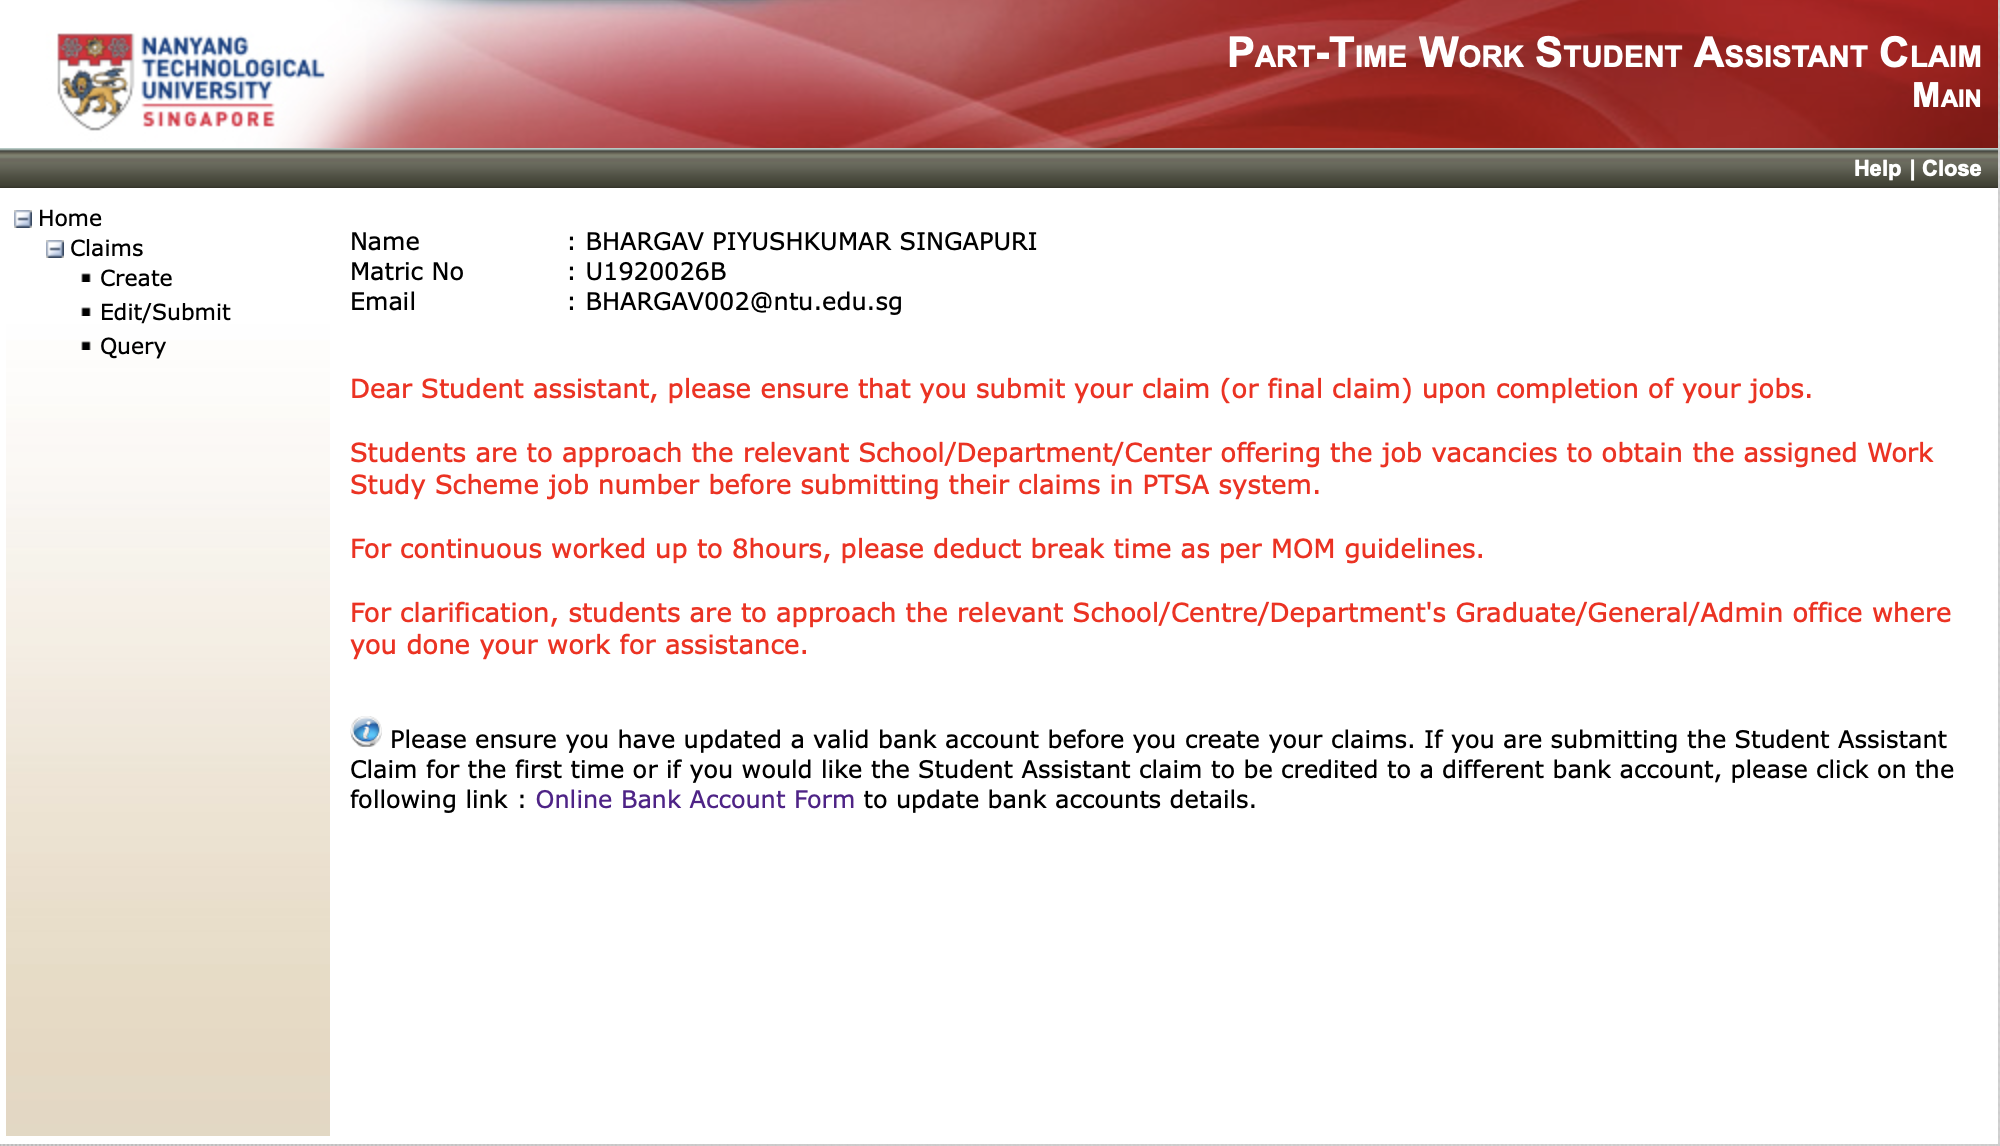 NANYANG
TECHNOLOGICAL
UNIVERSITY
SINGAPORE
PART-TIME WORK STUDENT ASSISTANT CLAIM
MAIN
Help | Close
Home
Claims
Create
Edit/Submit
Query
Name : BHARGAV PIYUSHKUMAR SINGAPURI
Matric No : U1920026B
Email : BHARGAV002@ntu.edu.sg
Dear Student assistant, please ensure that you submit your claim (or final claim) upon completion of your jobs.
Students are to approach the relevant School/Department/Center offering the job vacancies to obtain the assigned Work
Study Scheme job number before submitting their claims in PTSA system.
For continuous worked up to 8hours, please deduct break time as per MOM guidelines.
For clarification, students are to approach the relevant School/Centre/Department's Graduate/General/Admin office where
you done your work for assistance.
Please ensure you have updated a valid bank account before you create your claims. If you are submitting the Student Assistant
Claim for the first time or if you would like the Student Assistant claim to be credited to a different bank account, please click on the
following link : Online Bank Account Form to update bank accounts details.